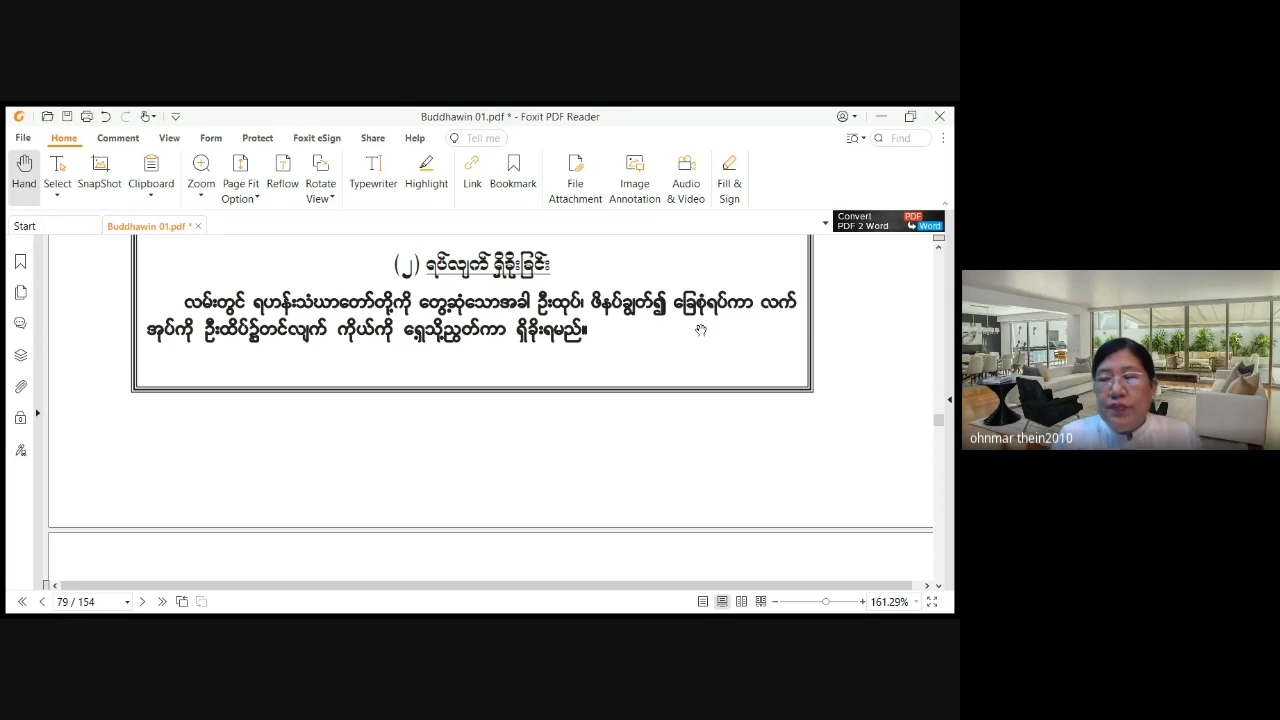 Buddhawin 01.pdf * - Foxit PDF Reader
File Home Comment View Form Protect Foxit eSign Share Help Tell me Find
Hand Select SnapShot Clipboard Zoom Page Fit Option Reflow Rotate View Typewriter Highlight Link Bookmark File Attachment Image Annotation Audio & Video Fill & Sign
Start Buddhawin 01.pdf *
Convert PDF
PDF 2 Word Word
(၂) ရပ်လျက် ရှိခိုးခြင်း
လမ်းတွင် ရဟန်းသံဃာတော်တို့ကို တွေ့ဆုံသောအခါ ဦးထုပ်၊ ဖိနပ်ချွတ်၍ ခြေစုံရပ်ကာ လက်
အုပ်ကို ဦးထိပ်၌တင်လျက် ကိုယ်ကို ရှေ့သို့ညွှတ်ကာ ရှိခိုးရမည်။
ohnmar thein2010
79 / 154 161.29%